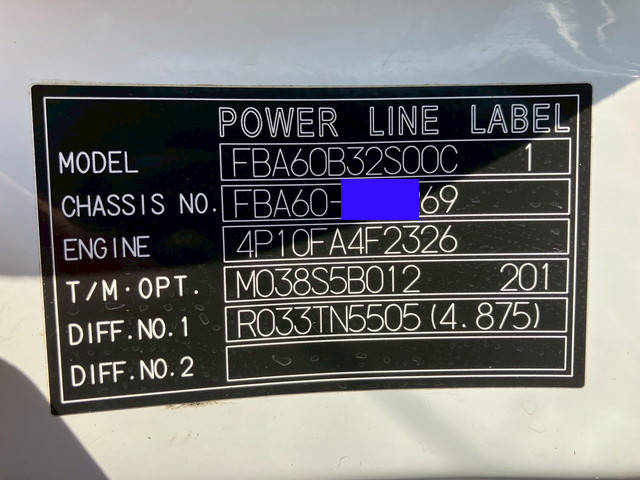 POWER LINE LABEL
MODEL FBA60B32S00C 1
CHASSIS NO. FBA60- 69
ENGINE 4P10FA4F2326
T/M·OPT. M038S5B012 201
DIFF.NO.1 R033TN5505(4.875)
DIFF.NO.2